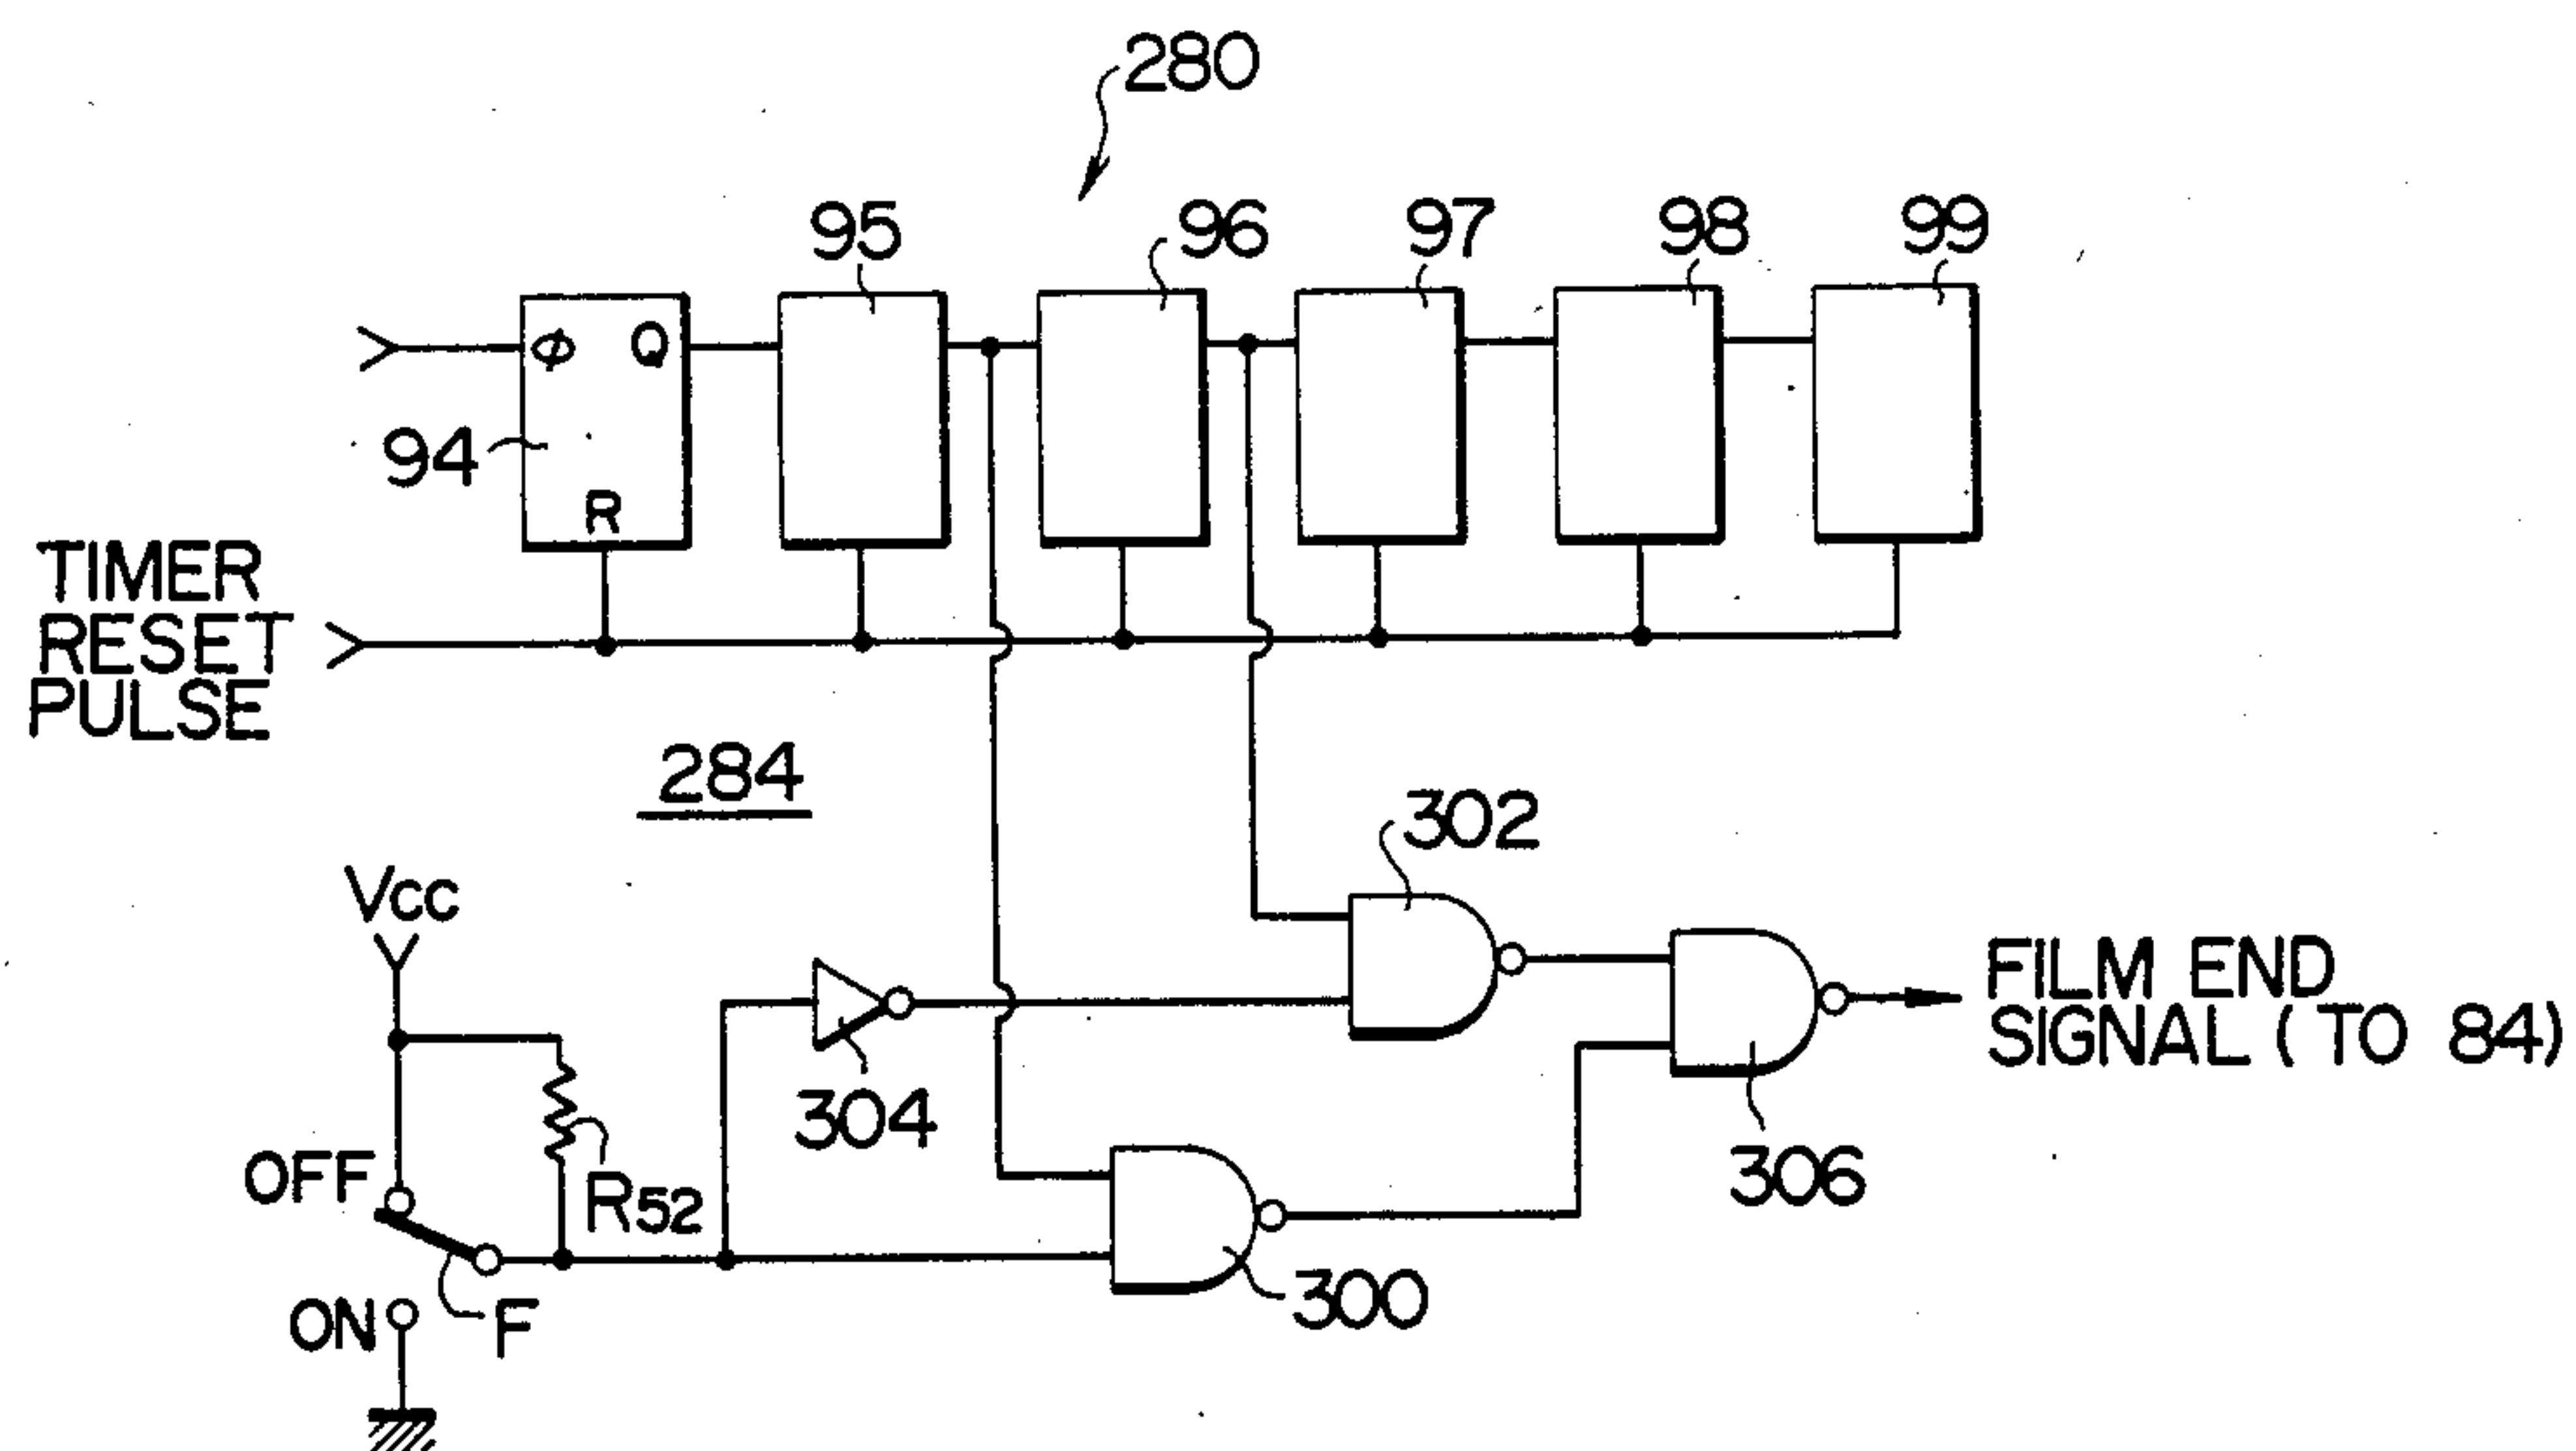 280
95
96
97
98
99
φ Q
94
R
TIMER
RESET
PULSE
284
302
Vcc
FILM END
SIGNAL (TO 84)
304
306
OFF
R52
300
ON
F